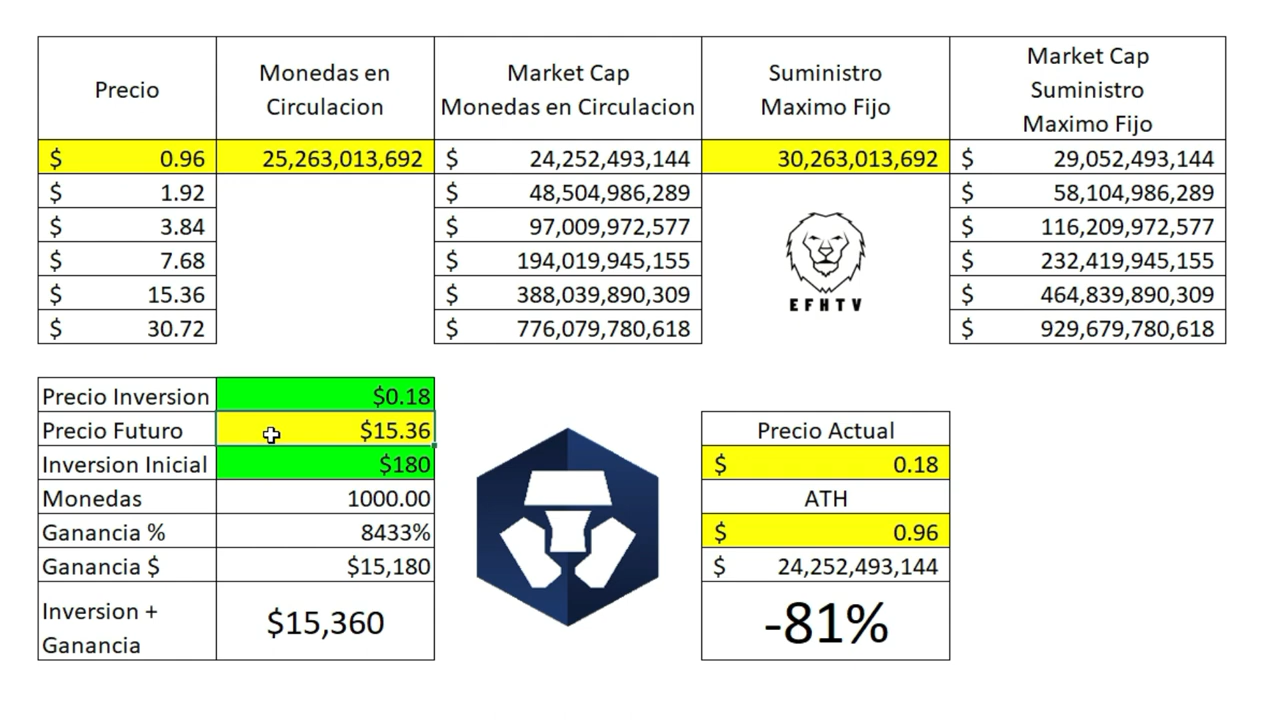 Precio
Monedas en
Circulacion
Market Cap
Monedas en Circulacion
Suministro
Maximo Fijo
Market Cap
Suministro
Maximo Fijo
$ 0.96 25,263,013,692 $ 24,252,493,144 30,263,013,692 $ 29,052,493,144
$ 1.92 $ 48,504,986,289 $ 58,104,986,289
$ 3.84 $ 97,009,972,577 $ 116,209,972,577
$ 7.68 $ 194,019,945,155 $ 232,419,945,155
$ 15.36 $ 388,039,890,309 $ 464,839,890,309
EFHTV
$ 30.72 $ 776,079,780,618 $ 929,679,780,618
Precio Inversion $0.18
Precio Futuro $15.36
Inversion Inicial $180
Monedas 1000.00
Ganancia % 8433%
Ganancia $ $15,180
Inversion +
Ganancia
$15,360
Precio Actual
$ 0.18
ATH
$ 0.96
$ 24,252,493,144
-81%